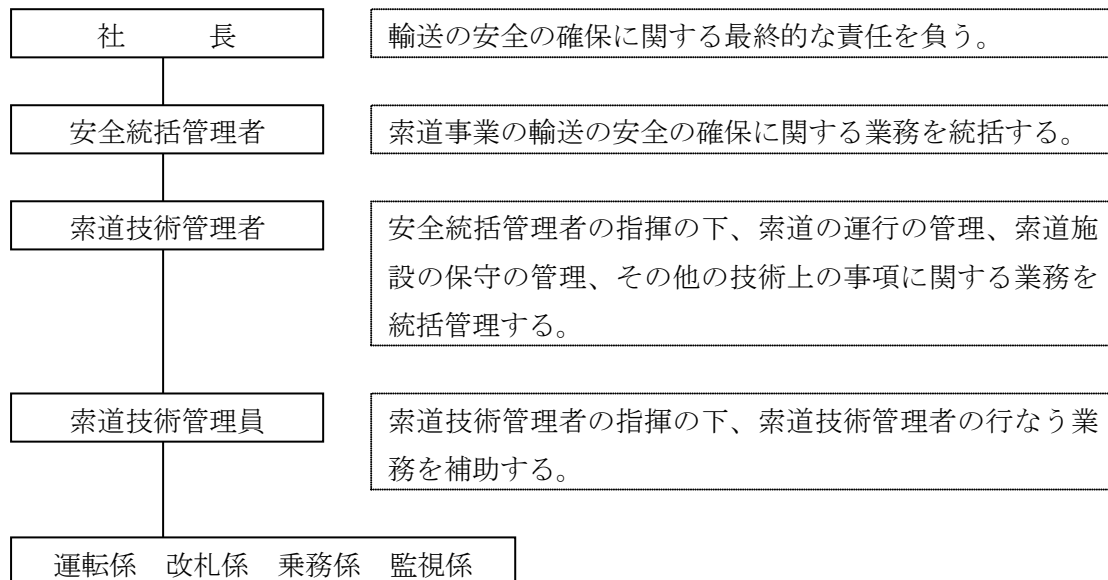 社　　　長
輸送の安全の確保に関する最終的な責任を負う。
安全統括管理者
索道事業の輸送の安全の確保に関する業務を統括する。
索道技術管理者
安全統括管理者の指揮の下、索道の運行の管理、索道施
設の保守の管理、その他の技術上の事項に関する業務を
統括管理する。
索道技術管理員
索道技術管理者の指揮の下、索道技術管理者の行なう業
務を補助する。
運転係　改札係　乗務係　監視係